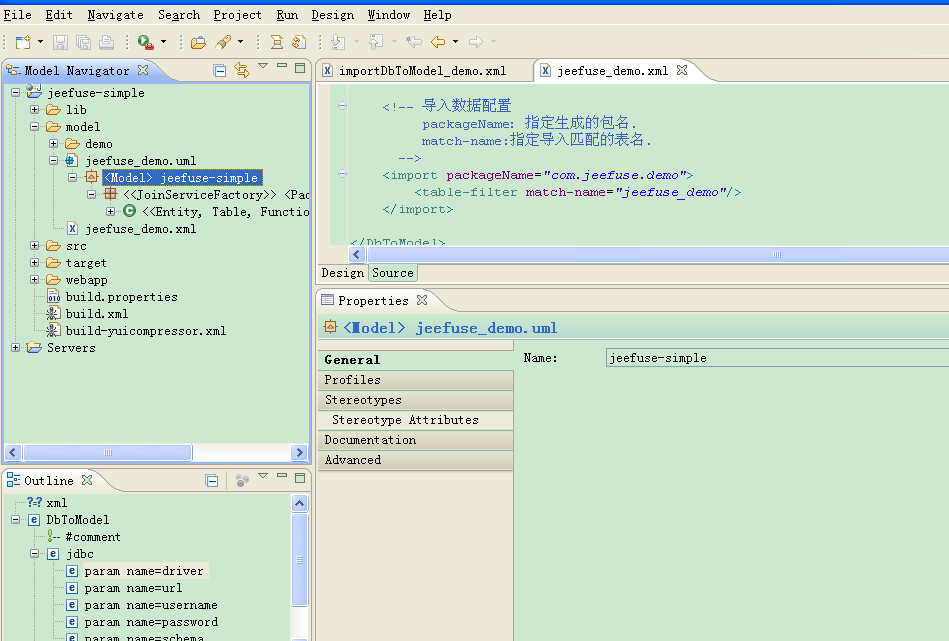 File Edit Navigate Search Project Run Design Window Help
Model Navigator
jeefuse-simple
lib
model
demo
jeefuse_demo.uml
<Model> jeefuse-simple
<<JoinServiceFactory>> <Pac
<<Entity, Table, Functio
jeefuse_demo.xml
src
target
webapp
build.properties
build.xml
build-yuicompressor.xml
Servers
Outline
?=? xml
DbToModel
#comment
jdbc
param name=driver
param name=url
param name=username
param name=password
param name=schema
importDbToModel_demo.xml jeefuse_demo.xml
<!-- 导入数据配置
packageName: 指定生成的包名.
match-name:指定导入匹配的表名.
-->
<import packageName="com.jeefuse.demo">
<table-filter match-name="jeefuse_demo"/>
</import>
</DbToModel>
Design Source
Properties
<Model> jeefuse_demo.uml
General
Profiles
Stereotypes
Stereotype Attributes
Documentation
Advanced
Name: jeefuse-simple